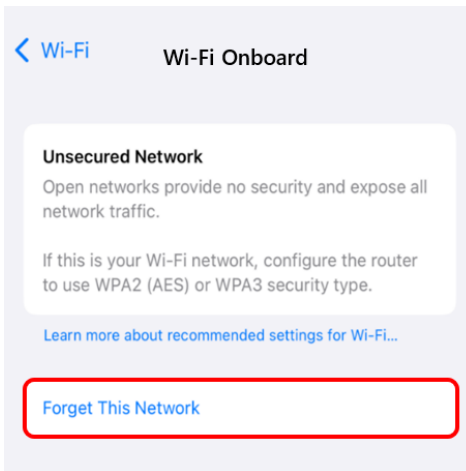 Wi-Fi
Wi-Fi Onboard
Unsecured Network
Open networks provide no security and expose all
network traffic.
If this is your Wi-Fi network, configure the router
to use WPA2 (AES) or WPA3 security type.
Learn more about recommended settings for Wi-Fi...
Forget This Network